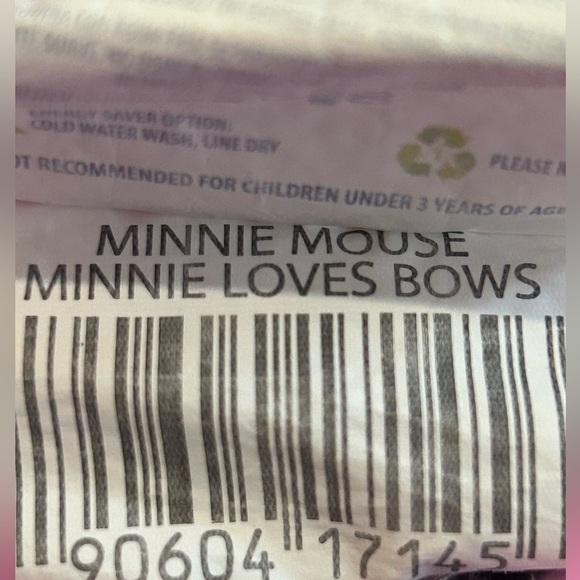 ENERGY SAVER OPTION:
COLD WATER WASH, LINE DRY
PLEASE
OT RECOMMENDED FOR CHILDREN UNDER 3 YEARS OF AGE
MINNIE MOUSE
MINNIE LOVES BOWS
90604 17145